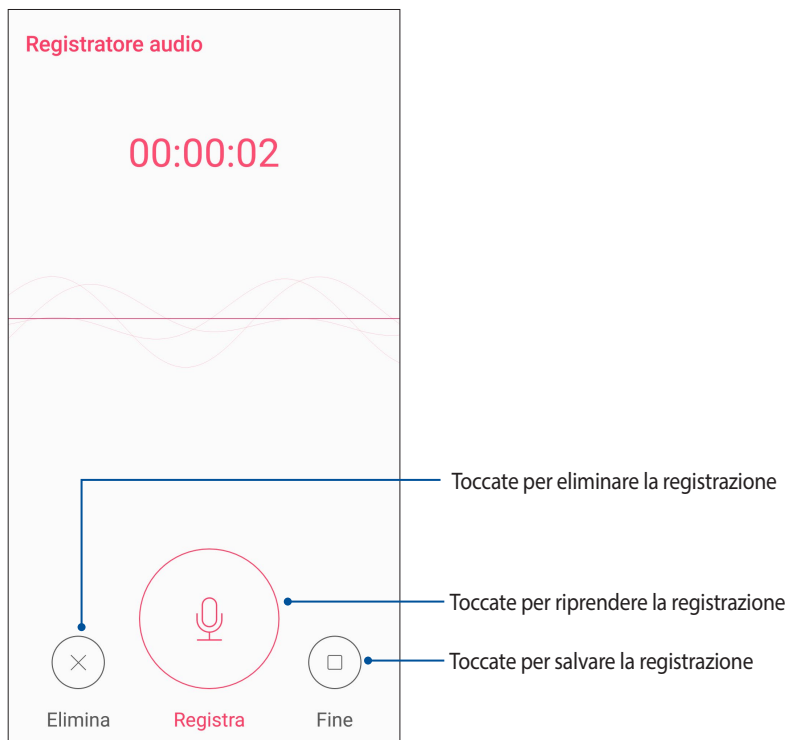 Registratore audio
00:00:02
Toccate per eliminare la registrazione
Toccate per riprendere la registrazione
Toccate per salvare la registrazione
Elimina
Registra
Fine